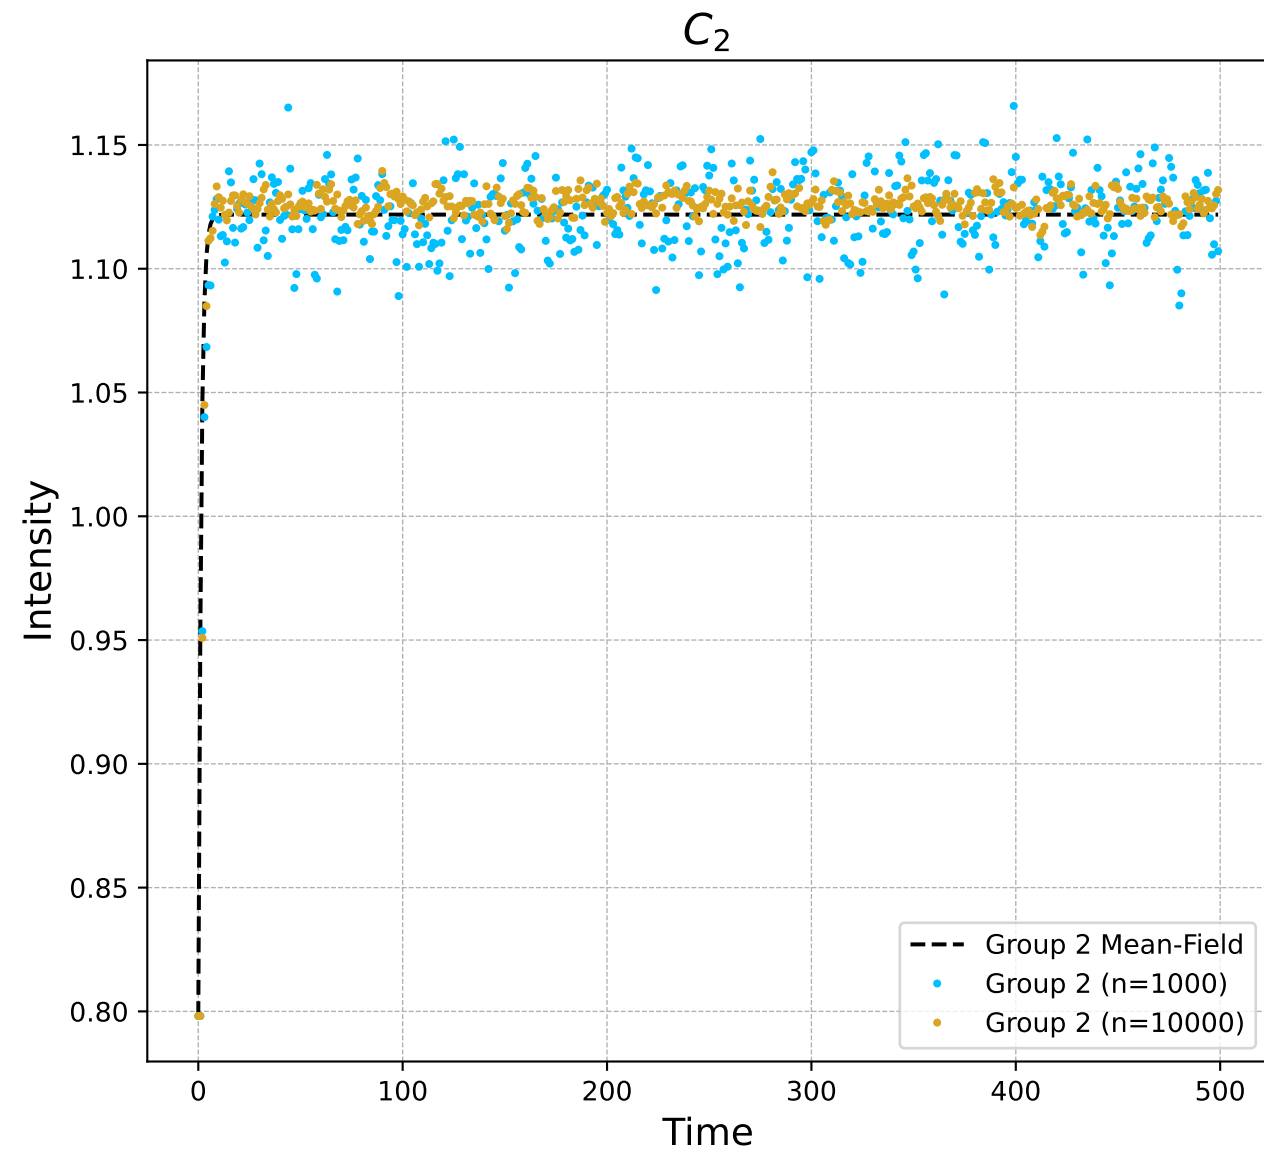 C₂
1.15
1.10
1.05
1.00
0.95
0.90
0.85
0.80
Intensity
0 100 200 300 400 500
Time
Group 2 Mean-Field
Group 2 (n=1000)
Group 2 (n=10000)